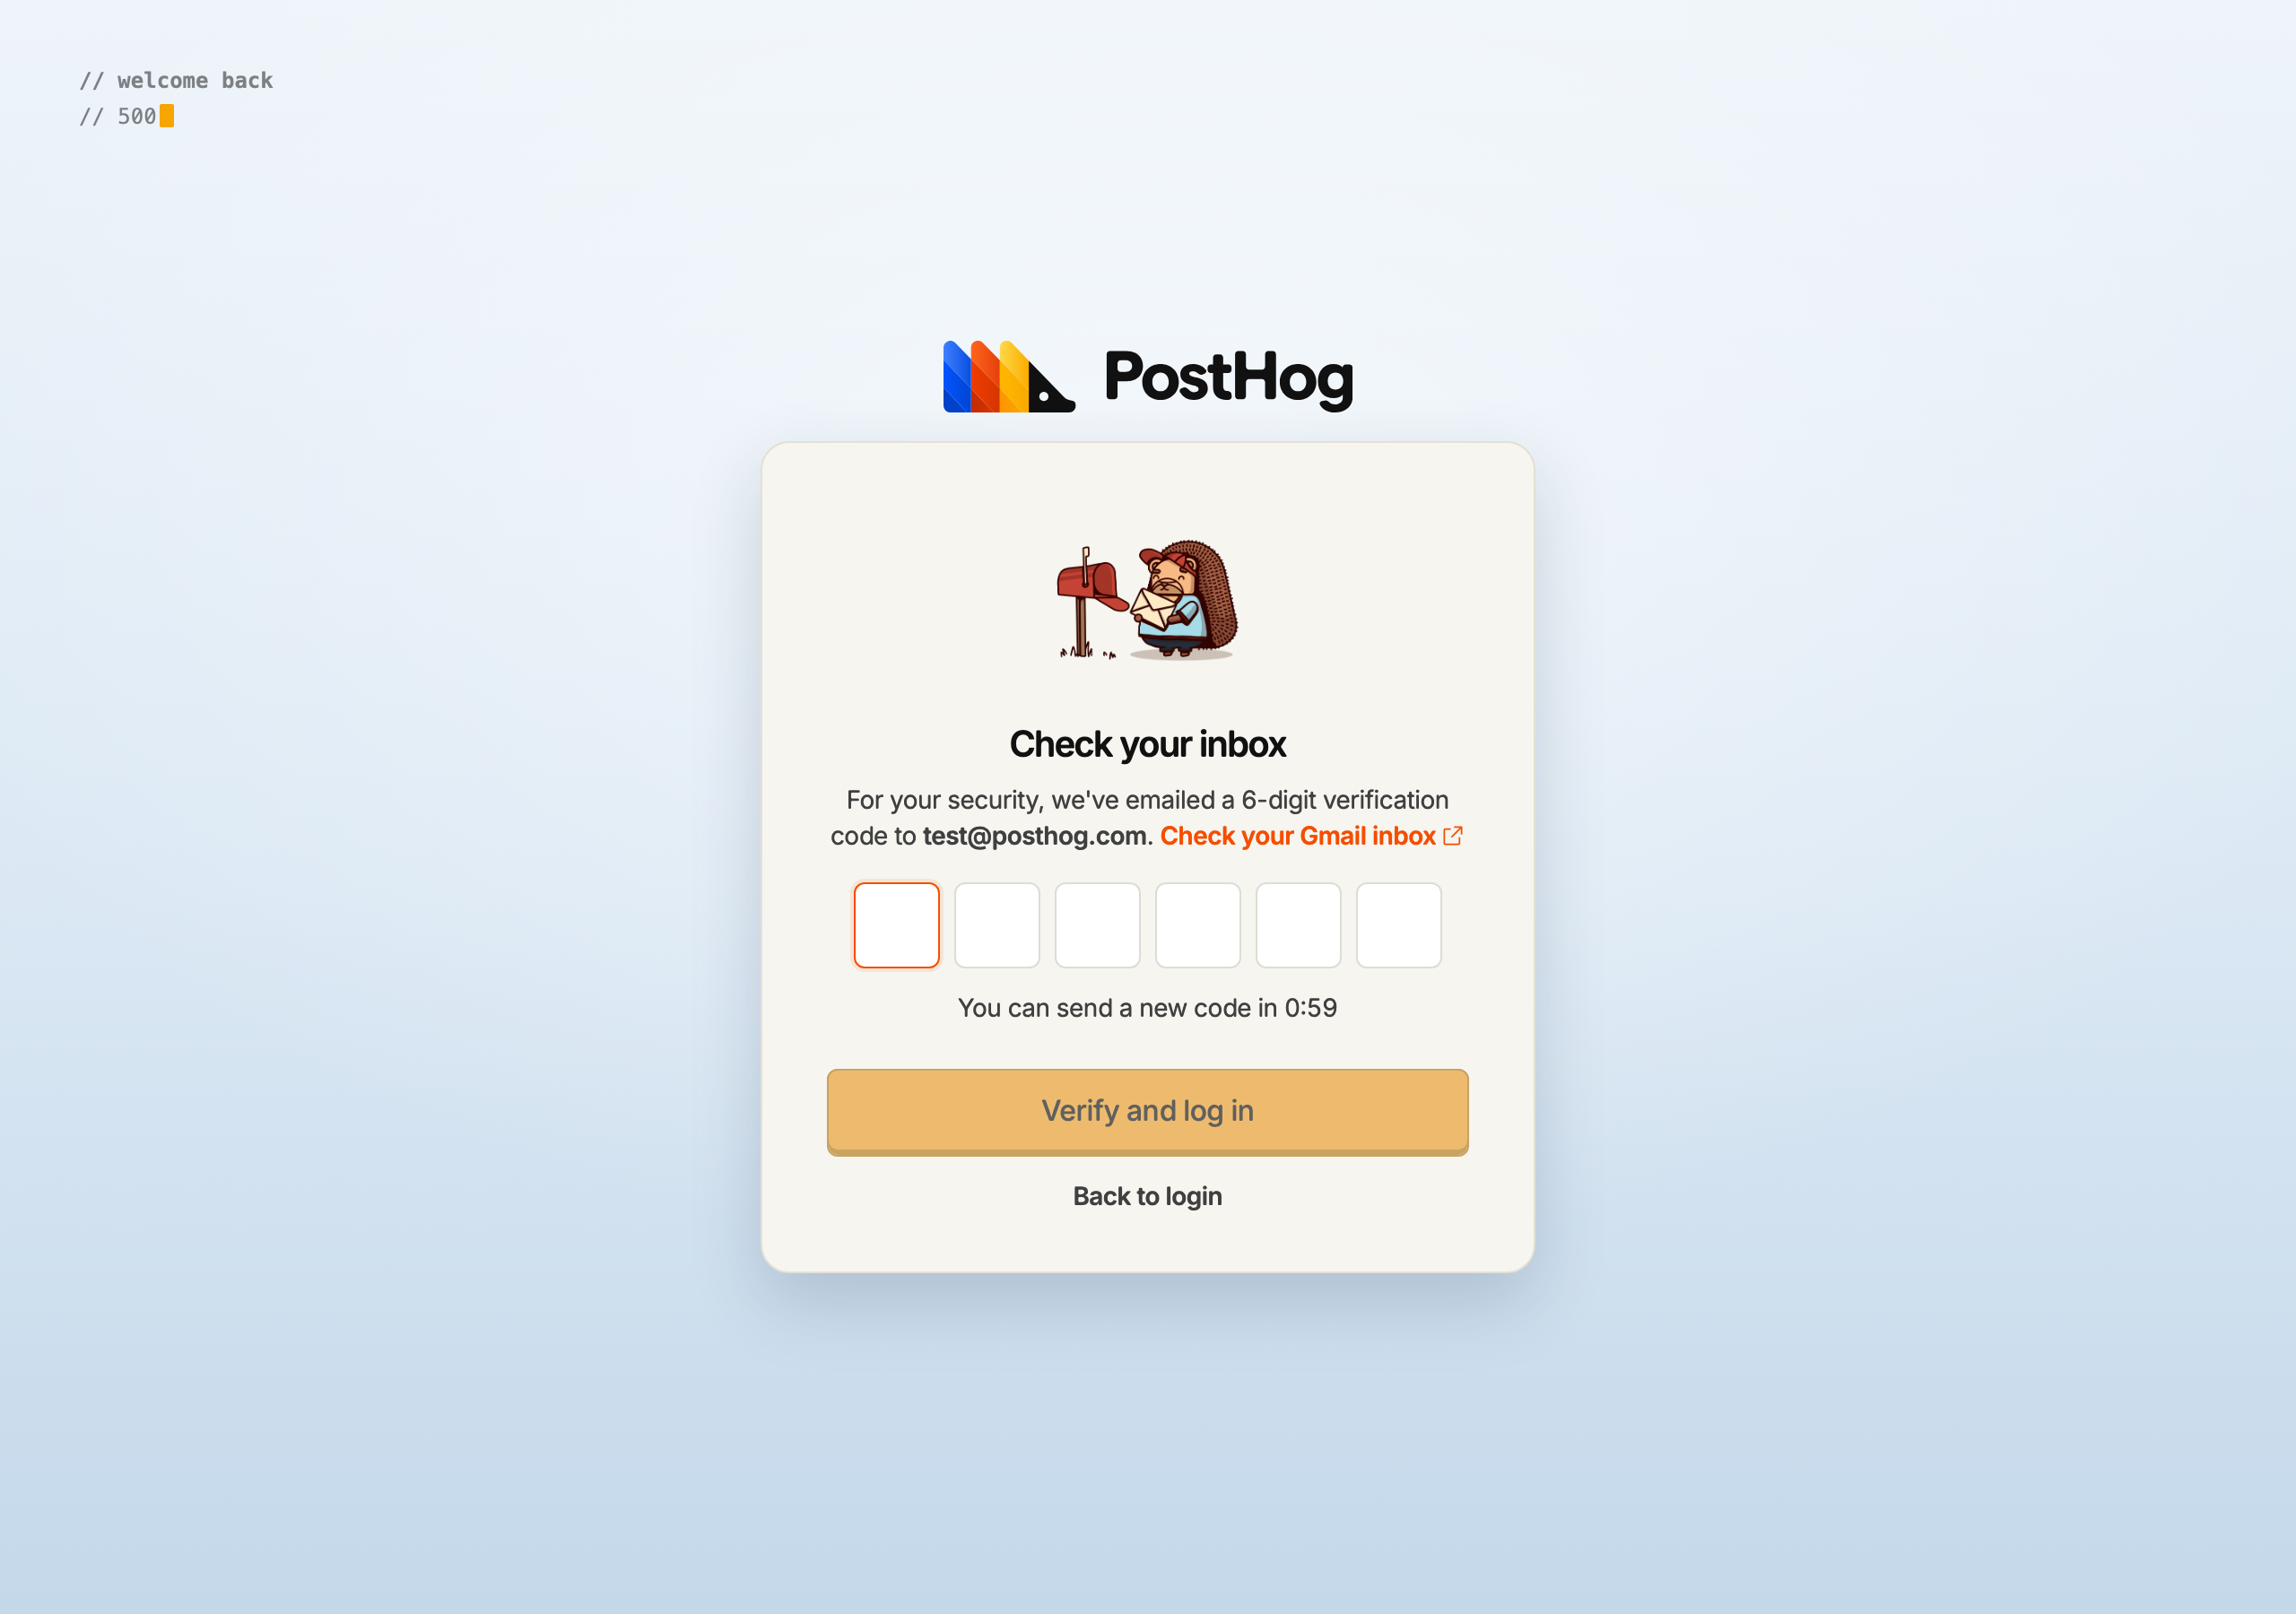 // welcome back
// 500
PostHog
Check your inbox
For your security, we've emailed a 6-digit verification
code to test@posthog.com. Check your Gmail inbox
You can send a new code in 0:59
Verify and log in
Back to login